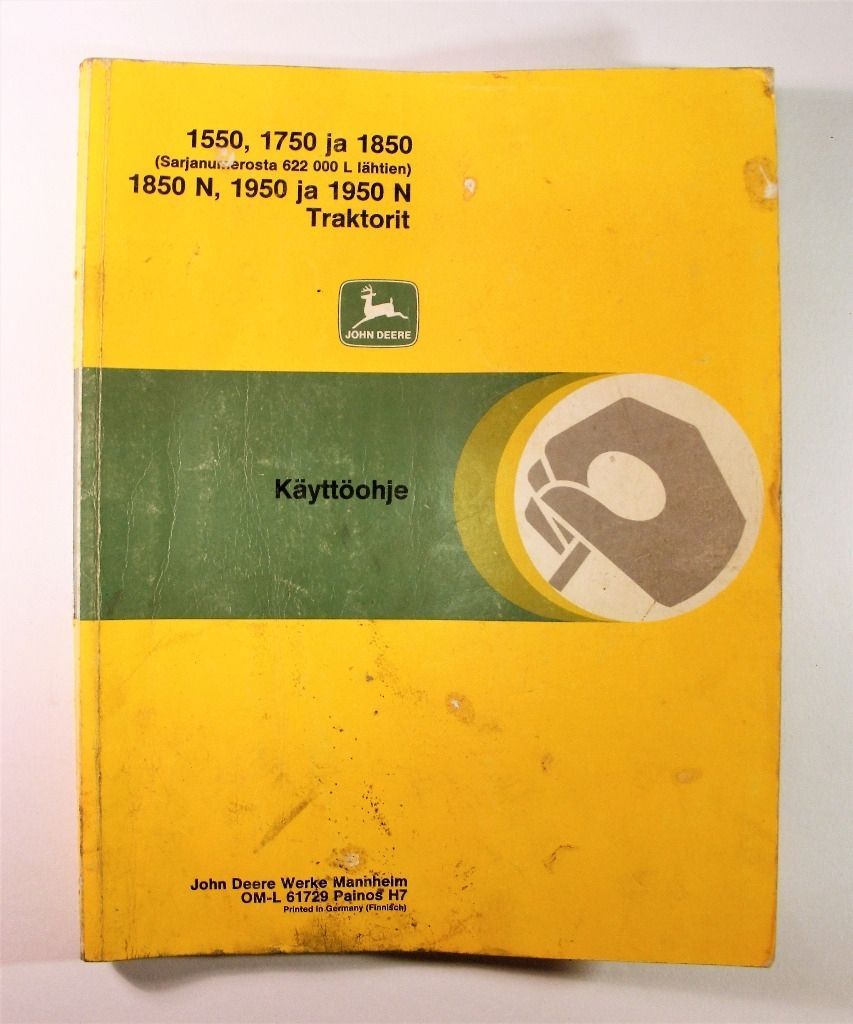 1550, 1750 ja 1850
(Sarjanumerosta 622 000 L lähtien)
1850 N, 1950 ja 1950 N
Traktorit
JOHN DEERE
Käyttöohje
John Deere Werke Mannheim
OM-L 61729 Painos H7
Printed in Germany (Finnisch)